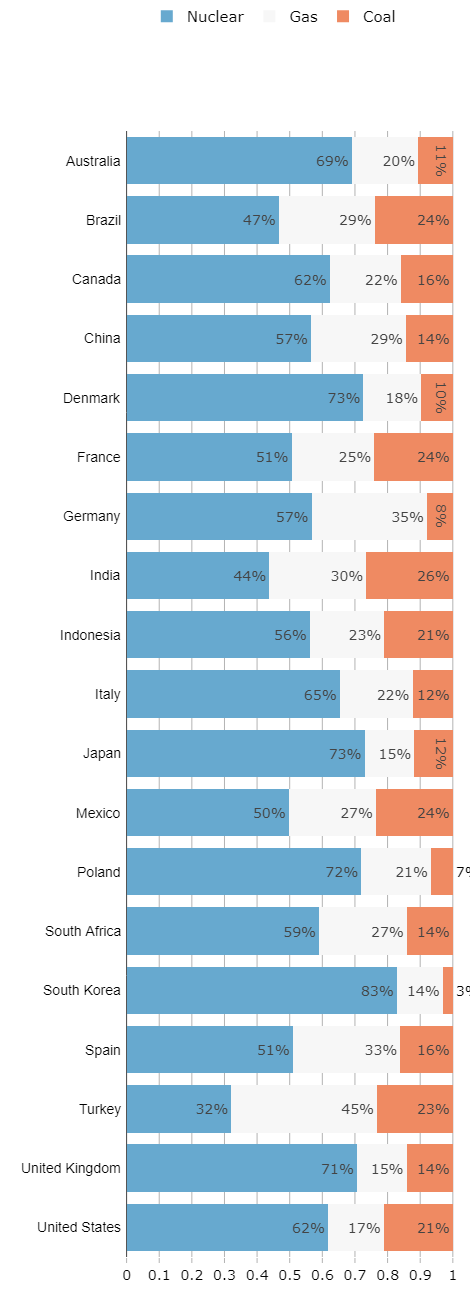 Nuclear Gas Coal
Australia 69% 20% 11%
Brazil 47% 29% 24%
Canada 62% 22% 16%
China 57% 29% 14%
Denmark 73% 18% 10%
France 51% 25% 24%
Germany 57% 35% 8%
India 44% 30% 26%
Indonesia 56% 23% 21%
Italy 65% 22% 12%
Japan 73% 15% 12%
Mexico 50% 27% 24%
Poland 72% 21% 7%
South Africa 59% 27% 14%
South Korea 83% 14% 3%
Spain 51% 33% 16%
Turkey 32% 45% 23%
United Kingdom 71% 15% 14%
United States 62% 17% 21%
0 0.1 0.2 0.3 0.4 0.5 0.6 0.7 0.8 0.9 1